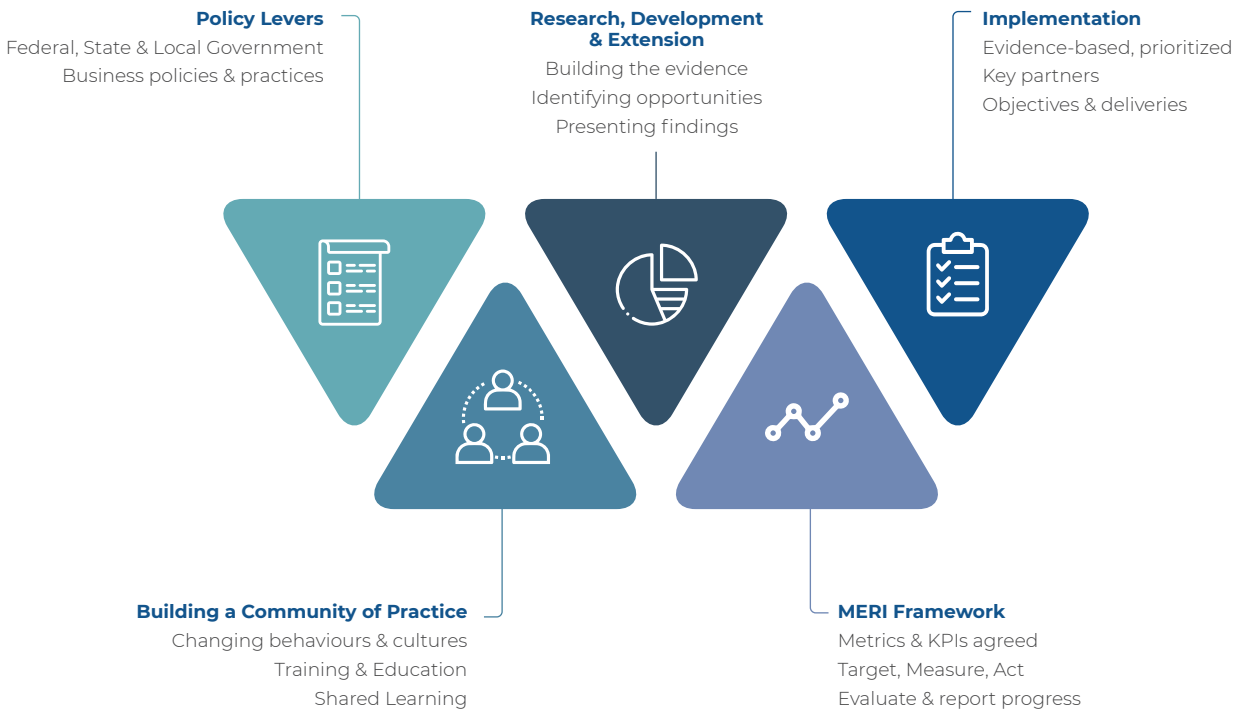 Policy Levers
Federal, State & Local Government
Business policies & practices
Research, Development
& Extension
Building the evidence
Identifying opportunities
Presenting findings
Implementation
Evidence-based, prioritized
Key partners
Objectives & deliveries
Building a Community of Practice
Changing behaviours & cultures
Training & Education
Shared Learning
MERI Framework
Metrics & KPIs agreed
Target, Measure, Act
Evaluate & report progress